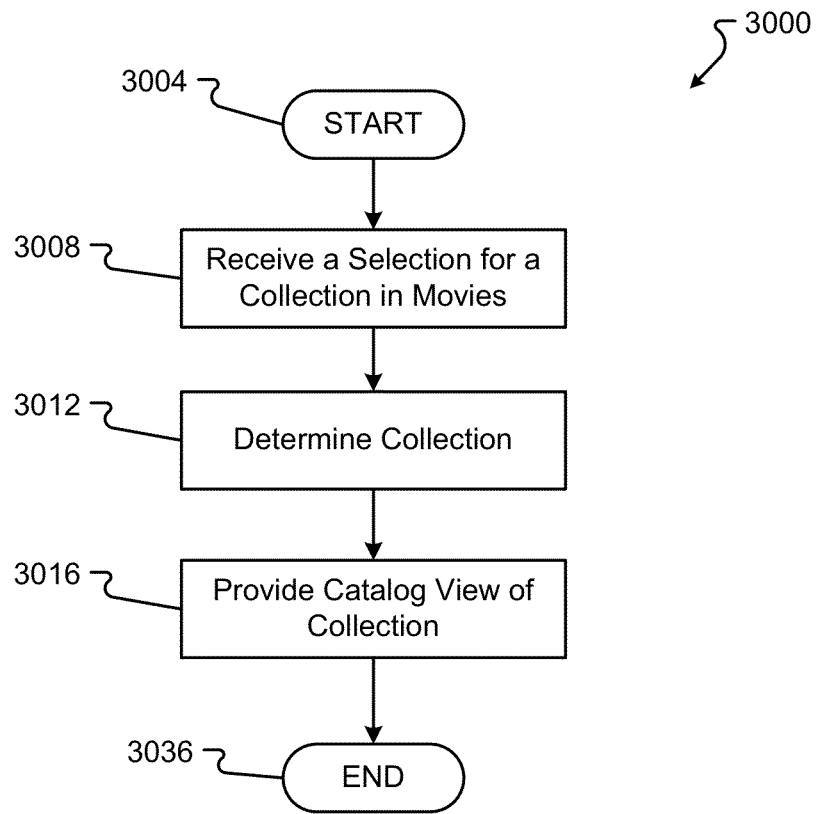 3000
3004
START
3008
Receive a Selection for a
Collection in Movies
3012
Determine Collection
3016
Provide Catalog View of
Collection
3036
END